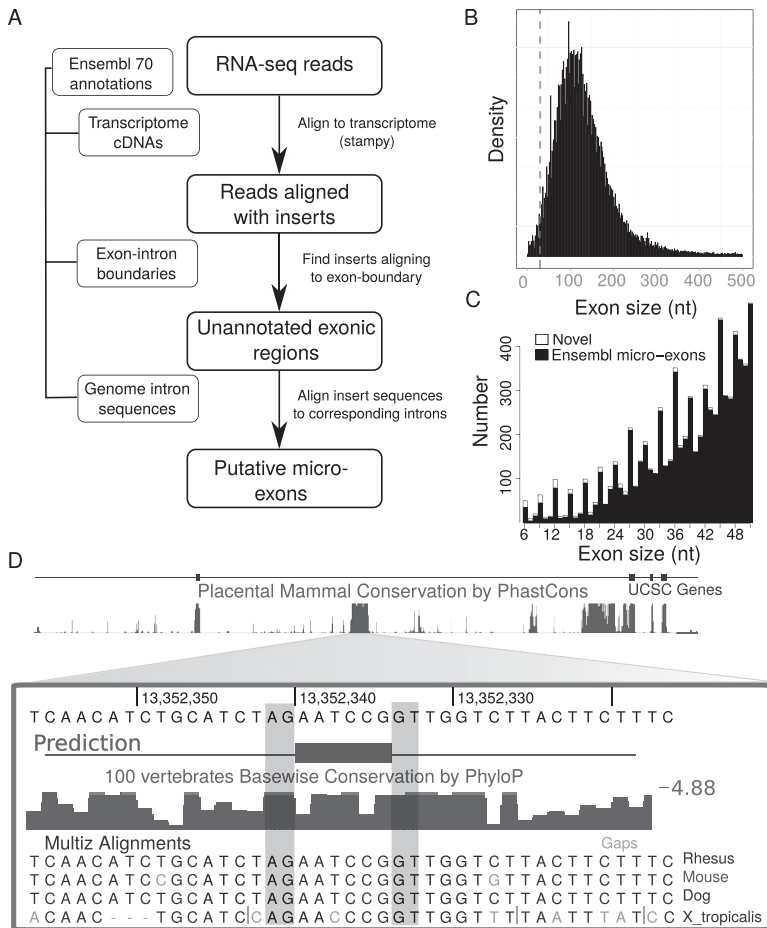 A
Ensembl 70
annotations
RNA-seq reads
Transcriptome
cDNAs
Align to transcriptome
(stampy)
Reads aligned
with inserts
Exon-intron
boundaries
Find inserts aligning
to exon-boundary
Unannotated exonic
regions
Genome intron
sequences
Align insert sequences
to corresponding introns
Putative micro-
exons
B
Density
0 100 200 300 400 500
Exon size (nt)
C
Novel
Ensembl micro-exons
Number
400
300
200
100
6 12 18 24 30 36 42 48
Exon size (nt)
D
Placental Mammal Conservation by PhastCons
UCSC Genes
13,352,350 13,352,340 13,352,330
TCAACATCTGCATCTAGAATCCGGTTGGTCTTACTTCTTTC
Prediction
100 vertebrates Basewise Conservation by PhyloP
-4.88
Multiz Alignments
Gaps
TCAACATCTGCATCTAGAATCCGGTTGGTCTTACTTCTTTC Rhesus
TCAACATCCGCATCTAGAATCCGGTTGGTGTTACTTCTTTC Mouse
TCAACATCTGCATCTAGAATCCGGTTGGTCTTACTTCTTTC Dog
ACAAC---TGCATCCAGAACCCGGTTGGTTTTAATTTATCC X_tropicalis